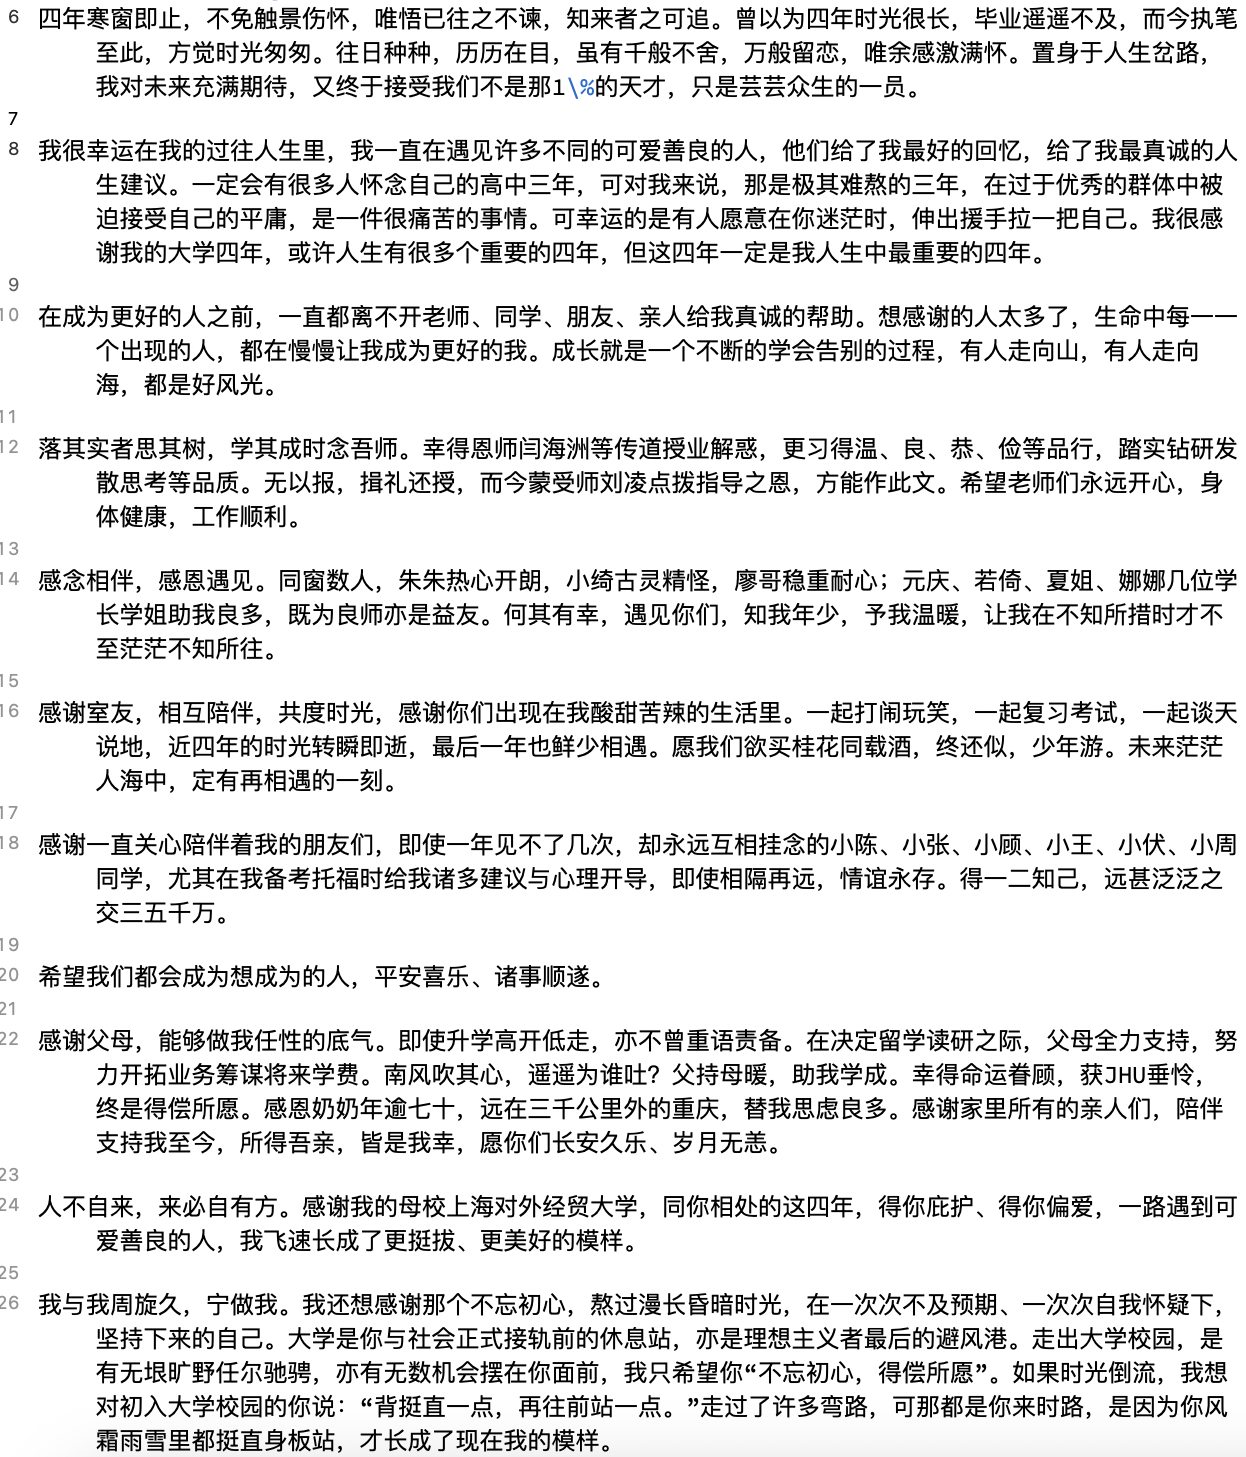 6 四年寒窗即止，不免触景伤怀，唯悟已往之不谏，知来者之可追。曾以为四年时光很长，毕业遥遥不及，而今执笔
至此，方觉时光匆匆。往日种种，历历在目，虽有千般不舍，万般留恋，唯余感激满怀。置身于人生岔路，
我对未来充满期待，又终于接受我们不是那1\%的天才，只是芸芸众生的一员。
7
8 我很幸运在我的过往人生里，我一直在遇见许多不同的可爱善良的人，他们给了我最好的回忆，给了我最真诚的人
生建议。一定会有很多人怀念自己的高中三年，可对我来说，那是极其难熬的三年，在过于优秀的群体中被
迫接受自己的平庸，是一件很痛苦的事情。可幸运的是有人愿意在你迷茫时，伸出援手拉一把自己。我很感
谢我的大学四年，或许人生有很多个重要的四年，但这四年一定是我人生中最重要的四年。
9
10 在成为更好的人之前，一直都离不开老师、同学、朋友、亲人给我真诚的帮助。想感谢的人太多了，生命中每一一
个出现的人，都在慢慢让我成为更好的我。成长就是一个不断的学会告别的过程，有人走向山，有人走向
海，都是好风光。
11
12 落其实者思其树，学其成时念吾师。幸得恩师闫海洲等传道授业解惑，更习得温、良、恭、俭等品行，踏实钻研发
散思考等品质。无以报，揖礼还授，而今蒙受师刘凌点拨指导之恩，方能作此文。希望老师们永远开心，身
体健康，工作顺利。
13
14 感念相伴，感恩遇见。同窗数人，朱朱热心开朗，小绮古灵精怪，廖哥稳重耐心；元庆、若倚、夏姐、娜娜几位学
长学姐助我良多，既为良师亦是益友。何其有幸，遇见你们，知我年少，予我温暖，让我在不知所措时才不
至茫茫不知所往。
15
16 感谢室友，相互陪伴，共度时光，感谢你们出现在我酸甜苦辣的生活里。一起打闹玩笑，一起复习考试，一起谈天
说地，近四年的时光转瞬即逝，最后一年也鲜少相遇。愿我们欲买桂花同载酒，终还似，少年游。未来茫茫
人海中，定有再相遇的一刻。
17
18 感谢一直关心陪伴着我的朋友们，即使一年见不了几次，却永远互相挂念的小陈、小张、小顾、小王、小伏、小周
同学，尤其在我备考托福时给我诸多建议与心理开导，即使相隔再远，情谊永存。得一二知己，远甚泛泛之
交三五千万。
19
20 希望我们都会成为想成为的人，平安喜乐、诸事顺遂。
21
22 感谢父母，能够做我任性的底气。即使升学高开低走，亦不曾重语责备。在决定留学读研之际，父母全力支持，努
力开拓业务筹谋将来学费。南风吹其心，遥遥为谁吐？父持母暖，助我学成。幸得命运眷顾，获JHU垂怜，
终是得偿所愿。感恩奶奶年逾七十，远在三千公里外的重庆，替我思虑良多。感谢家里所有的亲人们，陪伴
支持我至今，所得吾亲，皆是我幸，愿你们长安久乐、岁月无恙。
23
24 人不自来，来必自有方。感谢我的母校上海对外经贸大学，同你相处的这四年，得你庇护、得你偏爱，一路遇到可
爱善良的人，我飞速长成了更挺拔、更美好的模样。
25
26 我与我周旋久，宁做我。我还想感谢那个不忘初心，熬过漫长昏暗时光，在一次次不及预期、一次次自我怀疑下，
坚持下来的自己。大学是你与社会正式接轨前的休息站，亦是理想主义者最后的避风港。走出大学校园，是
有无垠旷野任尔驰骋，亦有无数机会摆在你面前，我只希望你“不忘初心，得偿所愿”。如果时光倒流，我想
对初入大学校园的你说：“背挺直一点，再往前站一点。”走过了许多弯路，可那都是你来时路，是因为你风
霜雨雪里都挺直身板站，才长成了现在我的模样。